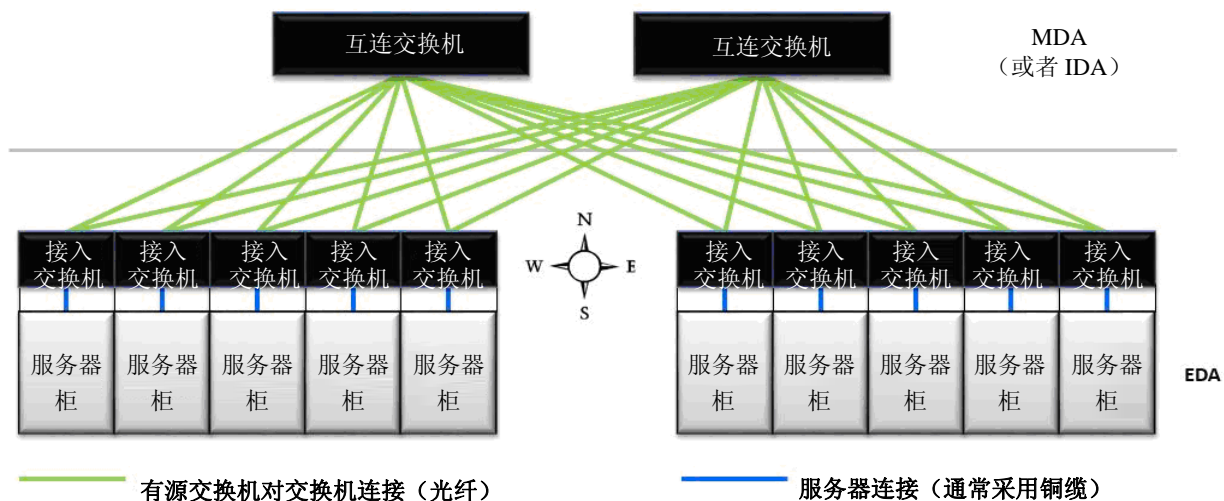 互连交换机
互连交换机
MDA
（或者 IDA）
接入
交换机
接入
交换机
接入
交换机
接入
交换机
接入
交换机
N
W
E
S
接入
交换机
接入
交换机
接入
交换机
接入
交换机
接入
交换机
服务器
柜
服务器
柜
服务器
柜
服务器
柜
服务器
柜
服务器
柜
服务器
柜
服务器
柜
服务器
柜
服务器
柜
EDA
有源交换机对交换机连接（光纤）
服务器连接（通常采用铜缆）